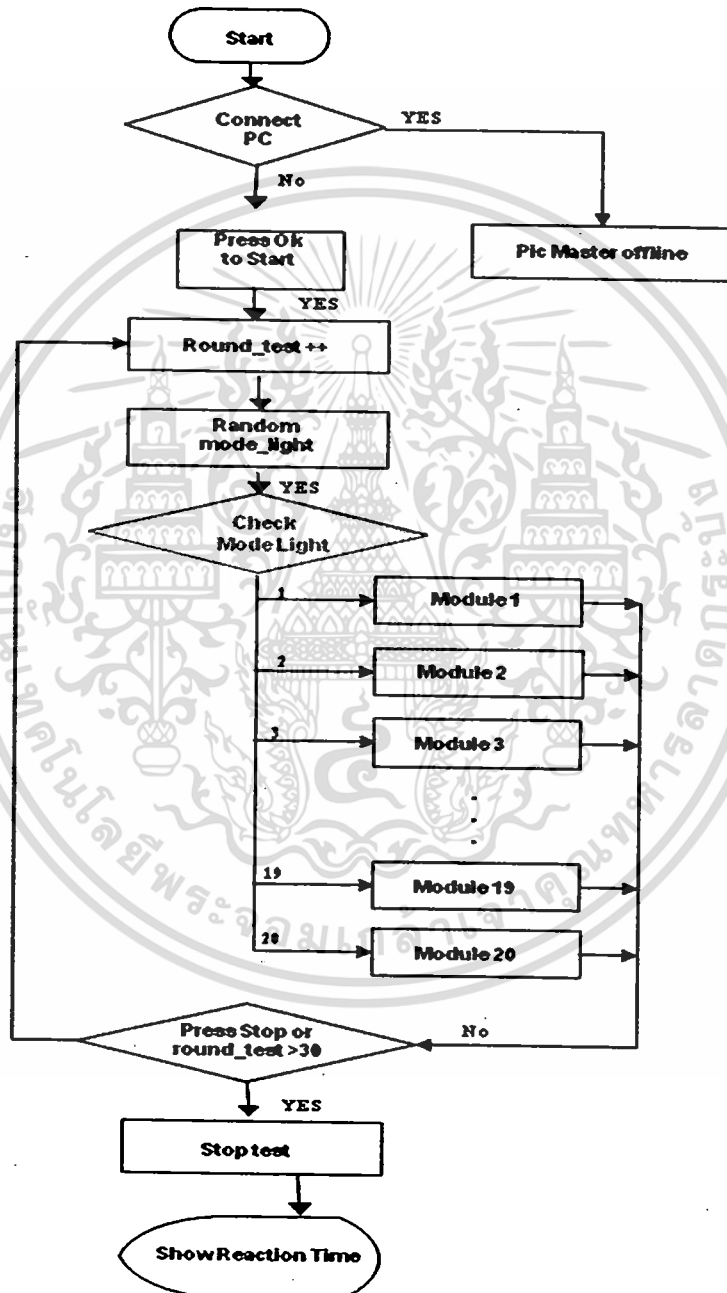 Start
Connect
PC
YES
No
Press Ok
to Start
Pic Master offline
YES
Round_test ++
Random
mode_light
YES
Check
Mode Light
1
Module 1
2
Module 2
3
Module 3
19
Module 19
20
Module 20
Press Stop or
round_test >30
No
YES
Stop test
Show Reaction Time